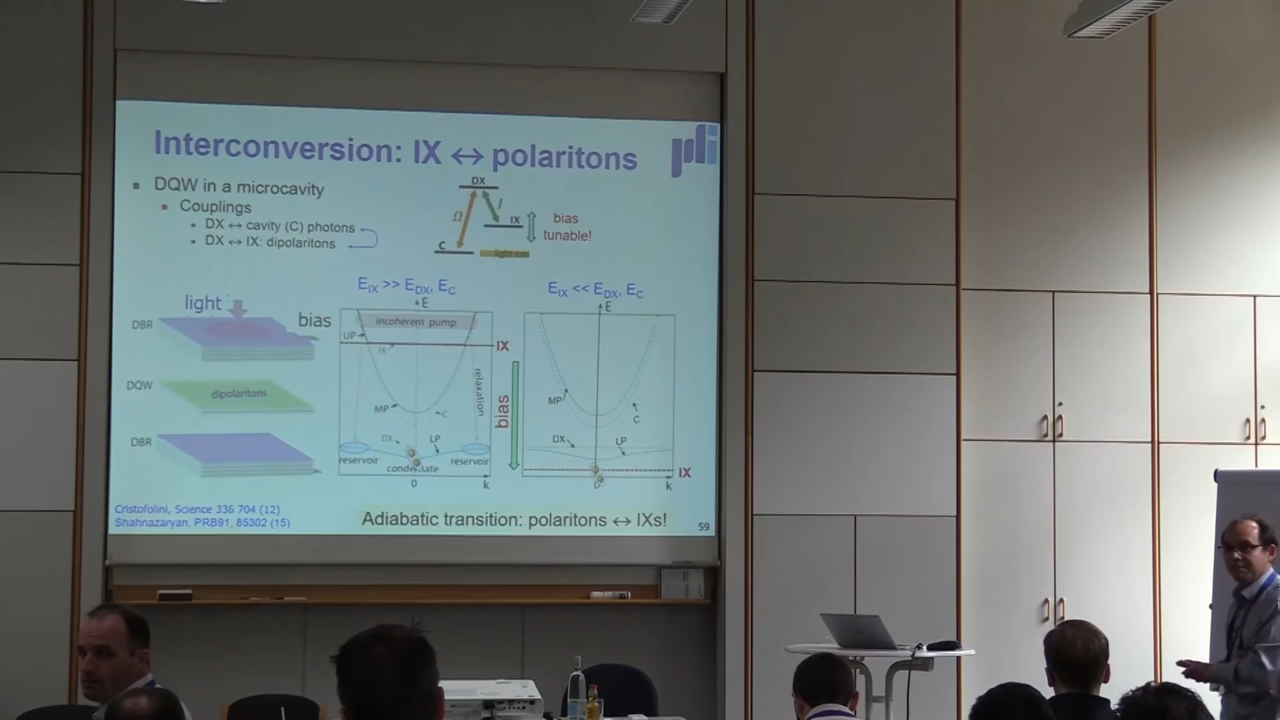 Interconversion: IX ↔ polaritons
pdi
DQW in a microcavity
Couplings
DX ↔ cavity (C) photons
DX ↔ IX: dipolaritons
DX
Ω
J
IX
C
bias
tunable!
E_IX >> E_DX, E_C
E_IX << E_DX, E_C
light
bias
DBR
DQW
dipolaritons
DBR
E
incoherent pump
UP
IX
IX
relaxation
MP
C
DX
LP
reservoir
condensate
reservoir
0
k
bias
E
MP
C
DX
LP
IX
0
k
Cristofolini, Science 336 704 (12)
Shahnazaryan, PRB91, 85302 (15)
Adiabatic transition: polaritons ↔ IXs!
59